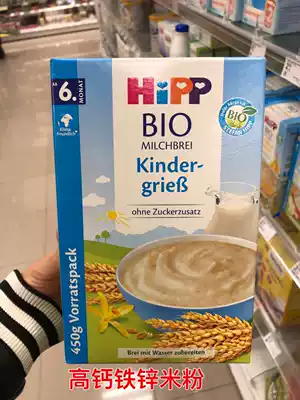 AB
6.
MONAT
HiPP
BIO
MILCHBREI
Kinder-
grieß
ohne Zuckerzusatz
BIO
450g Vorratspack
Brei mit Wasser zubereiten
高钙铁锌米粉